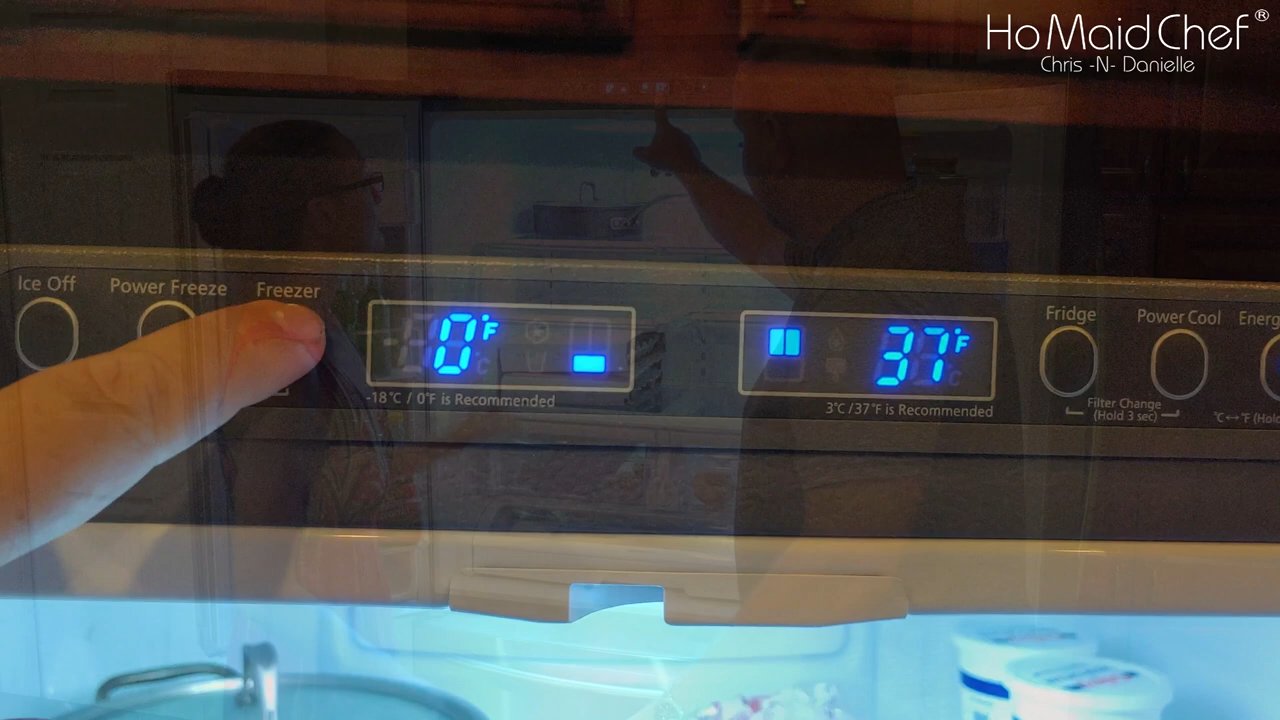 HoMaidChef®
Chris -N- Danielle
Ice Off
Power Freeze
Freezer
0°F
-18°C / 0°F is Recommended
37°F
3°C/37°F is Recommended
Fridge
Power Cool
Filter Change
(Hold 3 sec)
°C↔°F (Hold